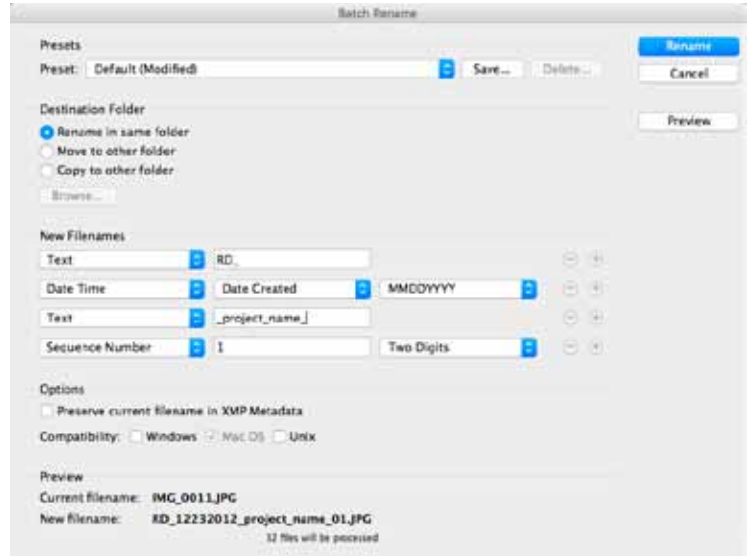 Batch Rename
Presets
Rename
Preset: Default (Modified) Save... Delete...
Cancel
Destination Folder
Preview
Rename in same folder
Move to other folder
Copy to other folder
Browse...
New Filenames
Text RD_
Date Time Date Created MMDDYYYY
Text _project_name_
Sequence Number 1 Two Digits
Options
Preserve current filename in XMP Metadata
Compatibility: Windows Mac OS Unix
Preview
Current filename: IMG_0011.JPG
New filename: RD_12232012_project_name_01.JPG
32 files will be processed